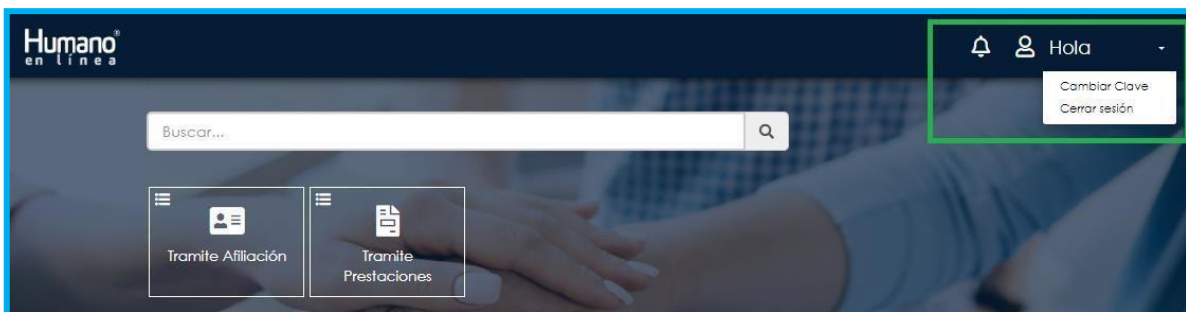 Humano®
en línea
Hola
Cambiar Clave
Cerrar sesión
Buscar...
Tramite Afiliación
Tramite
Prestaciones